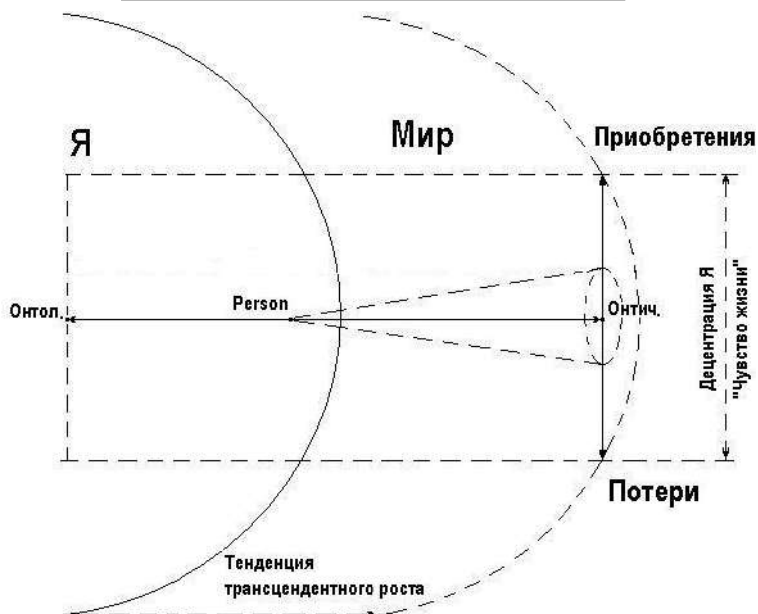 Я
Мир
Приобретения
Онтол.
Person
Онтич.
Децентрация Я
"Чувство жизни"
Потери
Тенденция
трансцендентного роста